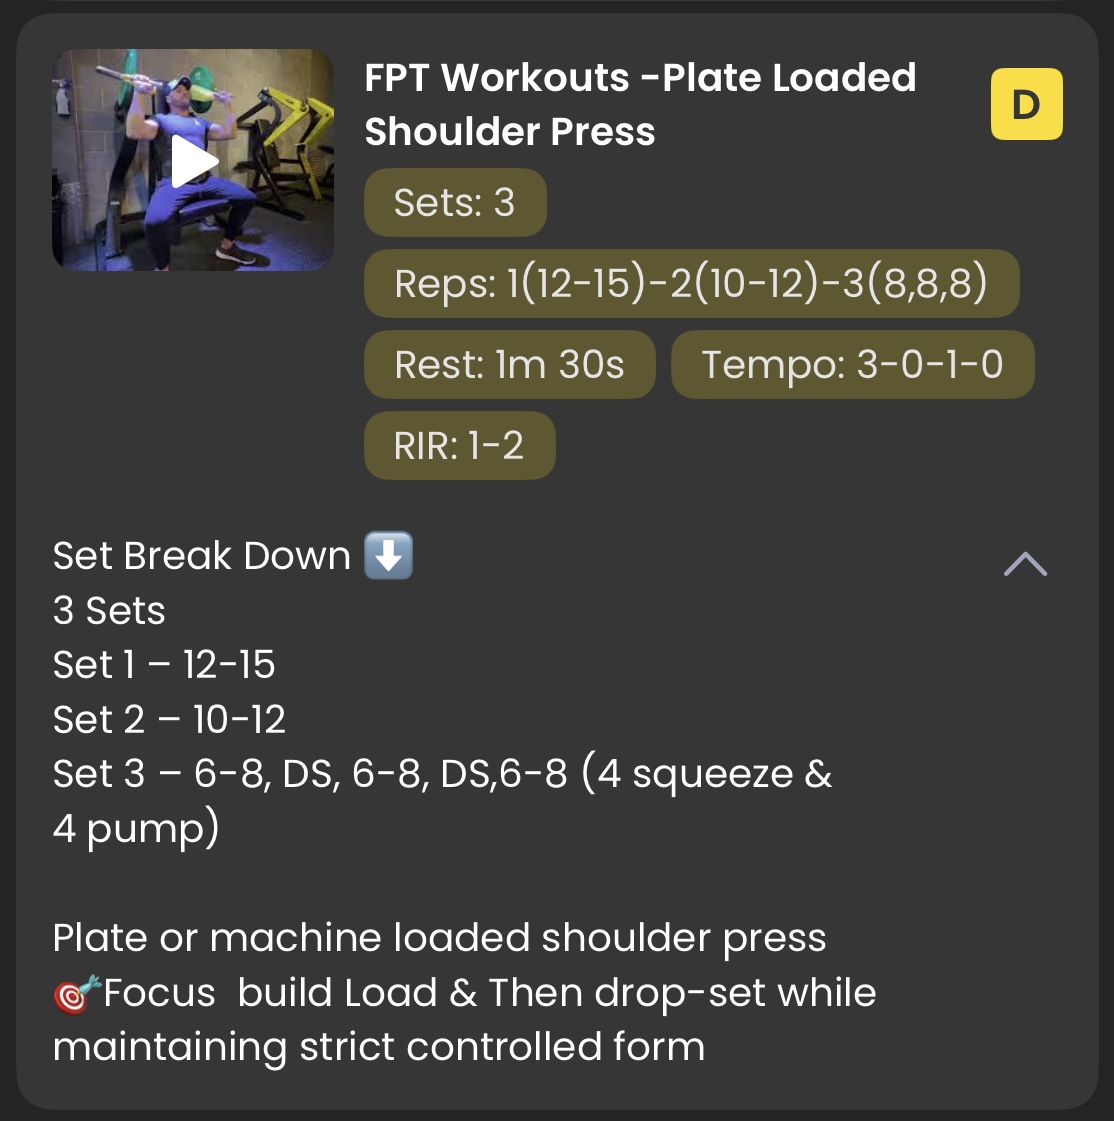 FPT Workouts -Plate Loaded
Shoulder Press
D
Sets: 3
Reps: 1(12-15)-2(10-12)-3(8,8,8)
Rest: 1m 30s
Tempo: 3-0-1-0
RIR: 1-2
Set Break Down ⬇️
3 Sets
Set 1 – 12-15
Set 2 – 10-12
Set 3 – 6-8, DS, 6-8, DS,6-8 (4 squeeze &
4 pump)
Plate or machine loaded shoulder press
🎯Focus  build Load & Then drop-set while
maintaining strict controlled form